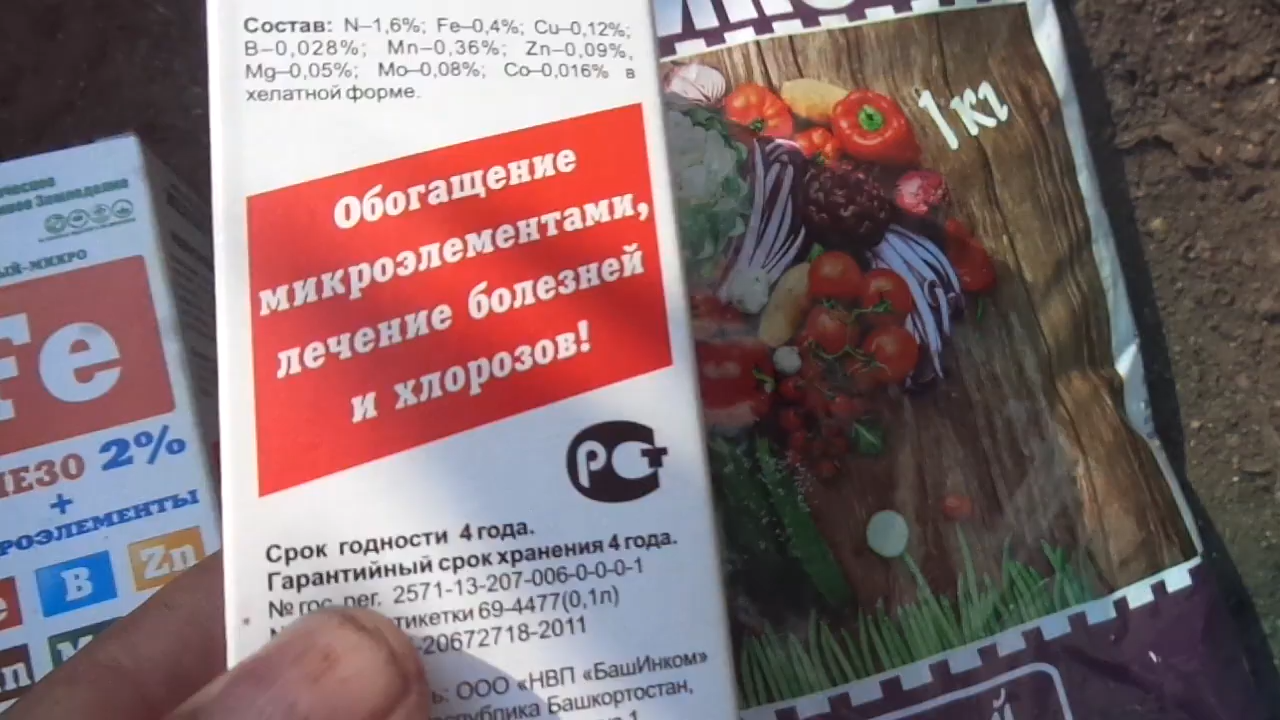 Состав: N–1,6%; Fe–0,4%; Cu–0,12%;
B–0,028%; Mn–0,36%; Zn–0,09%,
Mg–0,05%; Mo–0,08%; Co–0,016% в
хелатной форме.
Обогащение
микроэлементами,
лечение болезней
и хлорозов!
РСТ
Срок годности 4 года.
Гарантийный срок хранения 4 года.
№ гос. рег. 2571-13-207-006-0-0-0-1
тикетки 69-4477(0,1л)
-20672718-2011
ООО «НВП «БашИнком»
Республика Башкортостан,
Fe
2%
+
B
Zn
1 кг